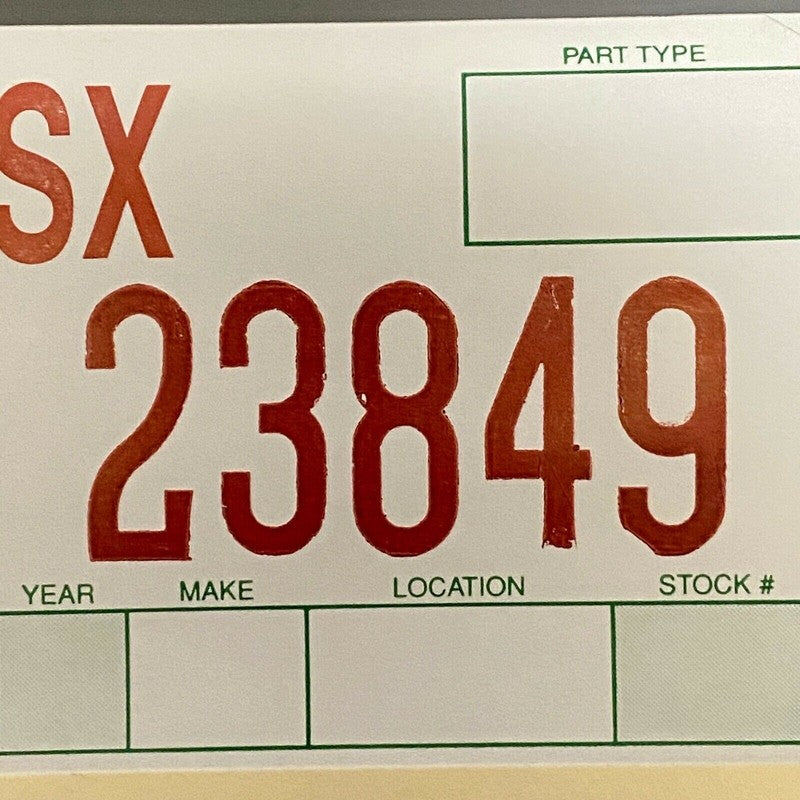 PART TYPE
SX
23849
YEAR MAKE LOCATION STOCK #